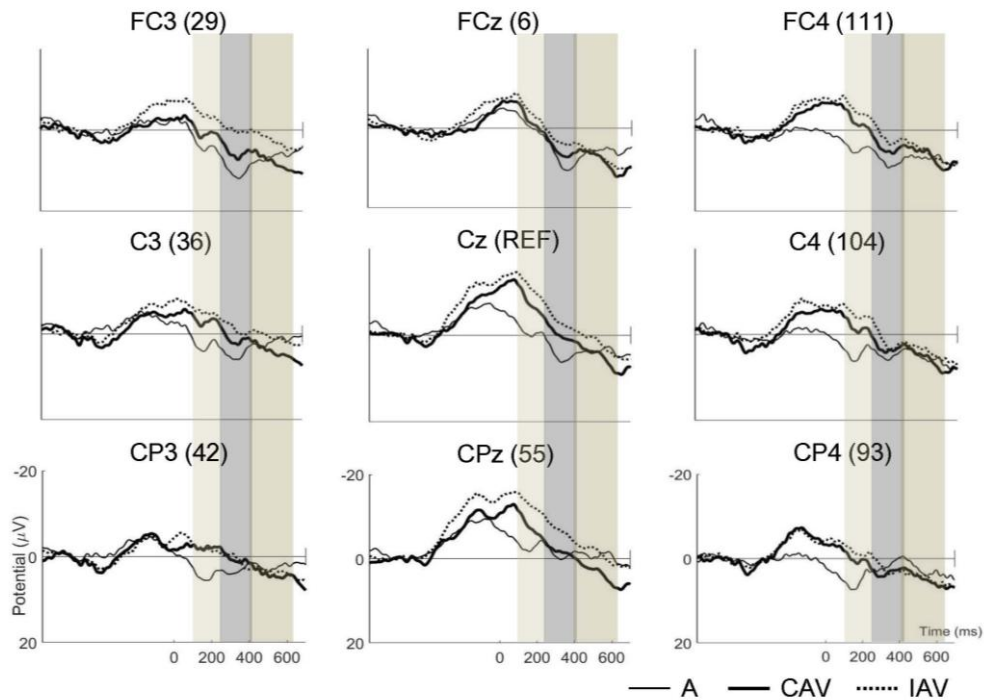 FC3 (29) FCz (6) FC4 (111)
C3 (36) Cz (REF) C4 (104)
CP3 (42) CPz (55) CP4 (93)
-20 -20 -20
Potential (μV)
0 0 0
20 20 20
Time (ms)
0 200 400 600 0 200 400 600 0 200 400 600
A CAV IAV